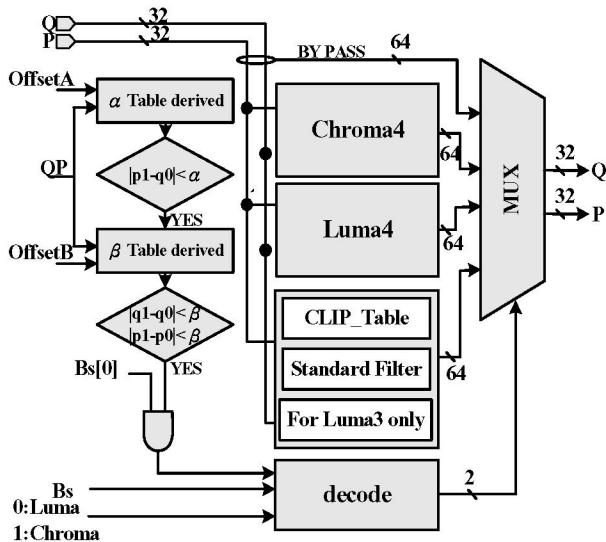 Q
32
P
32
BY PASS
64
OffsetA
α Table derived
Chroma4
64
QP
|p1-q0|<α
MUX
32
Q
32
P
YES
Luma4
64
β Table derived
OffsetB
|q1-q0|<β
|p1-p0|<β
CLIP_Table
Standard Filter
64
Bs[0]
YES
For Luma3 only
Bs
decode
2
0:Luma
1:Chroma